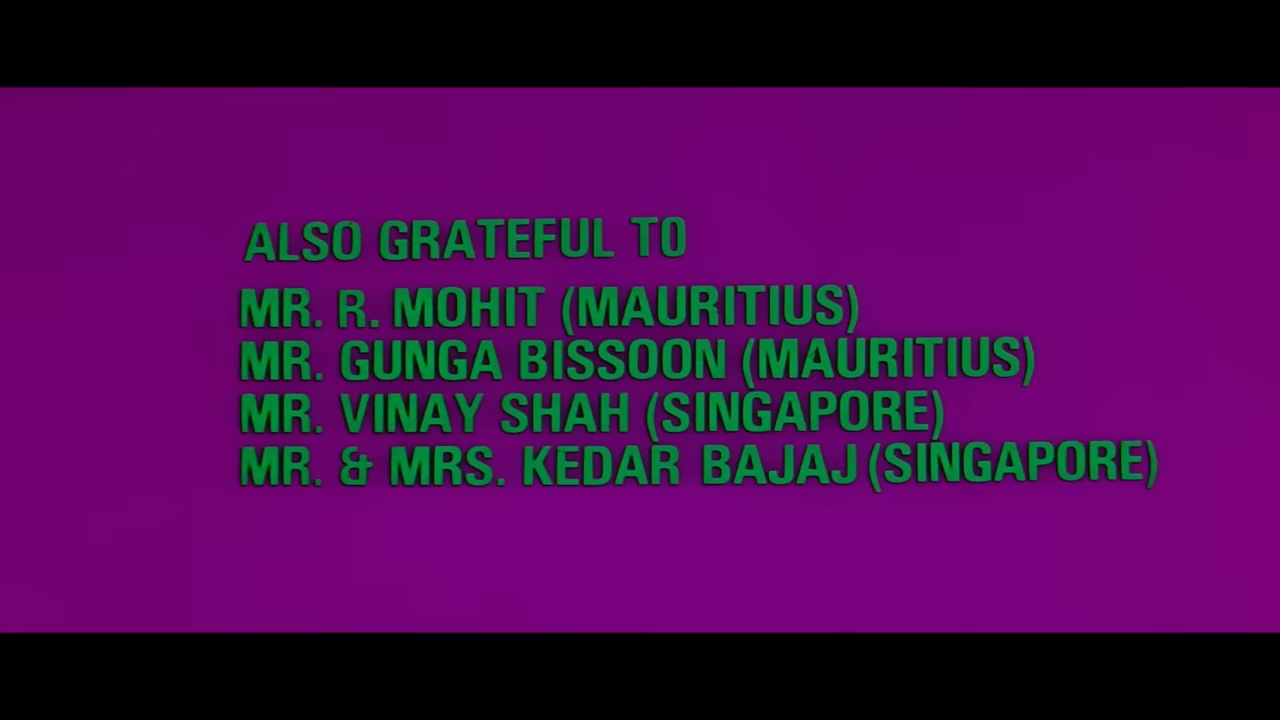 ALSO GRATEFUL TO
MR. R. MOHIT (MAURITIUS)
MR. GUNGA BISSOON (MAURITIUS)
MR. VINAY SHAH (SINGAPORE)
MR. & MRS. KEDAR BAJAJ (SINGAPORE)